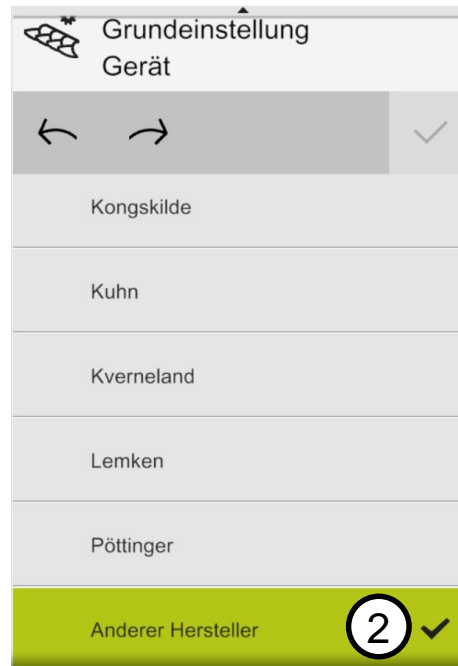 Grundeinstellung
Gerät
Kongskilde
Kuhn
Kverneland
Lemken
Pöttinger
Anderer Hersteller 2